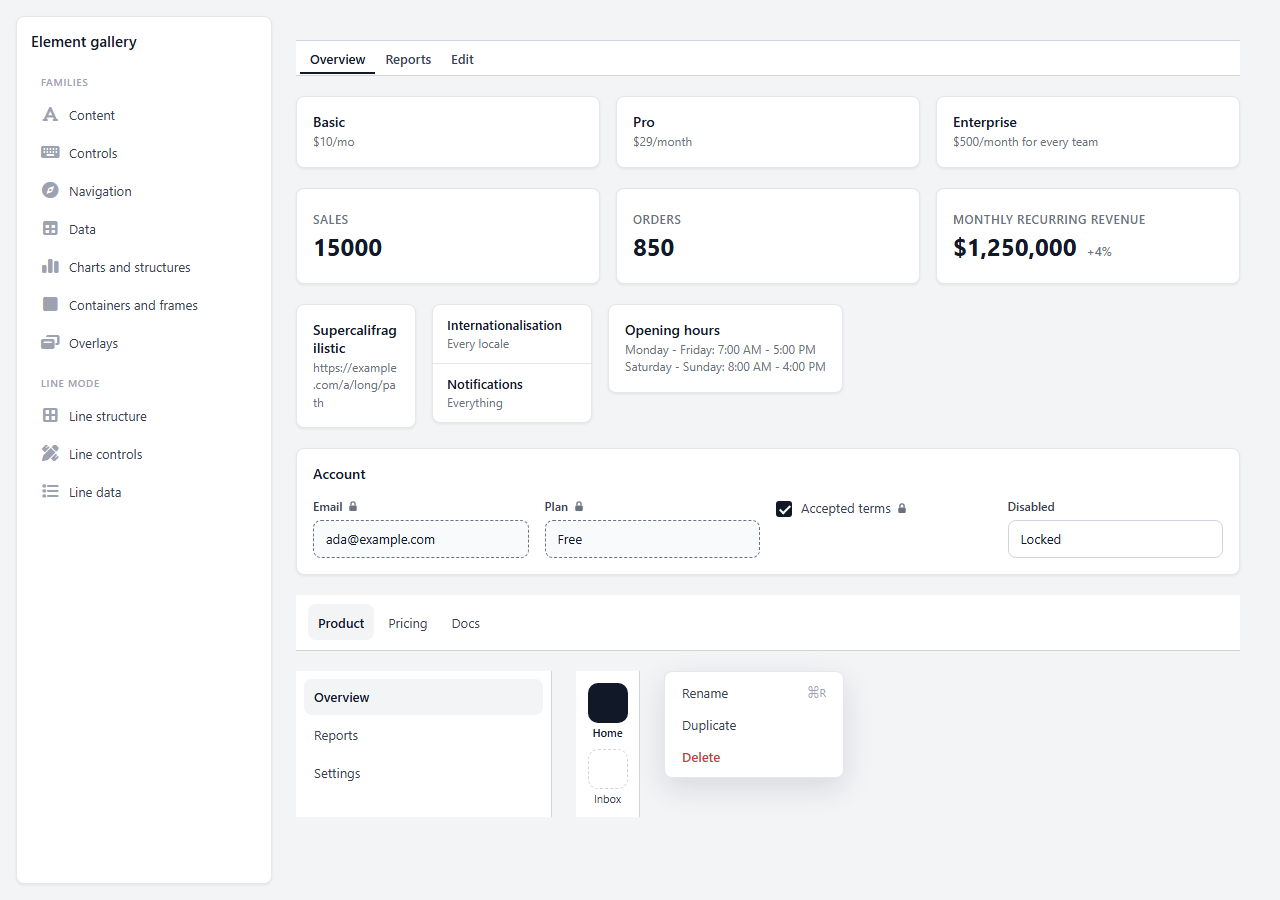 Element gallery
FAMILIES
Content
Controls
Navigation
Data
Charts and structures
Containers and frames
Overlays
LINE MODE
Line structure
Line controls
Line data
Overview Reports Edit
Basic
$10/mo
Pro
$29/month
Enterprise
$500/month for every team
SALES
15000
ORDERS
850
MONTHLY RECURRING REVENUE
$1,250,000 +4%
Supercalifrag
ilistic
https://example
.com/a/long/pa
th
Internationalisation
Every locale
Notifications
Everything
Opening hours
Monday - Friday: 7:00 AM - 5:00 PM
Saturday - Sunday: 8:00 AM - 4:00 PM
Account
Email
ada@example.com
Plan
Free
Accepted terms
Disabled
Locked
Product Pricing Docs
Overview
Reports
Settings
Home
Inbox
Rename ⌘R
Duplicate
Delete